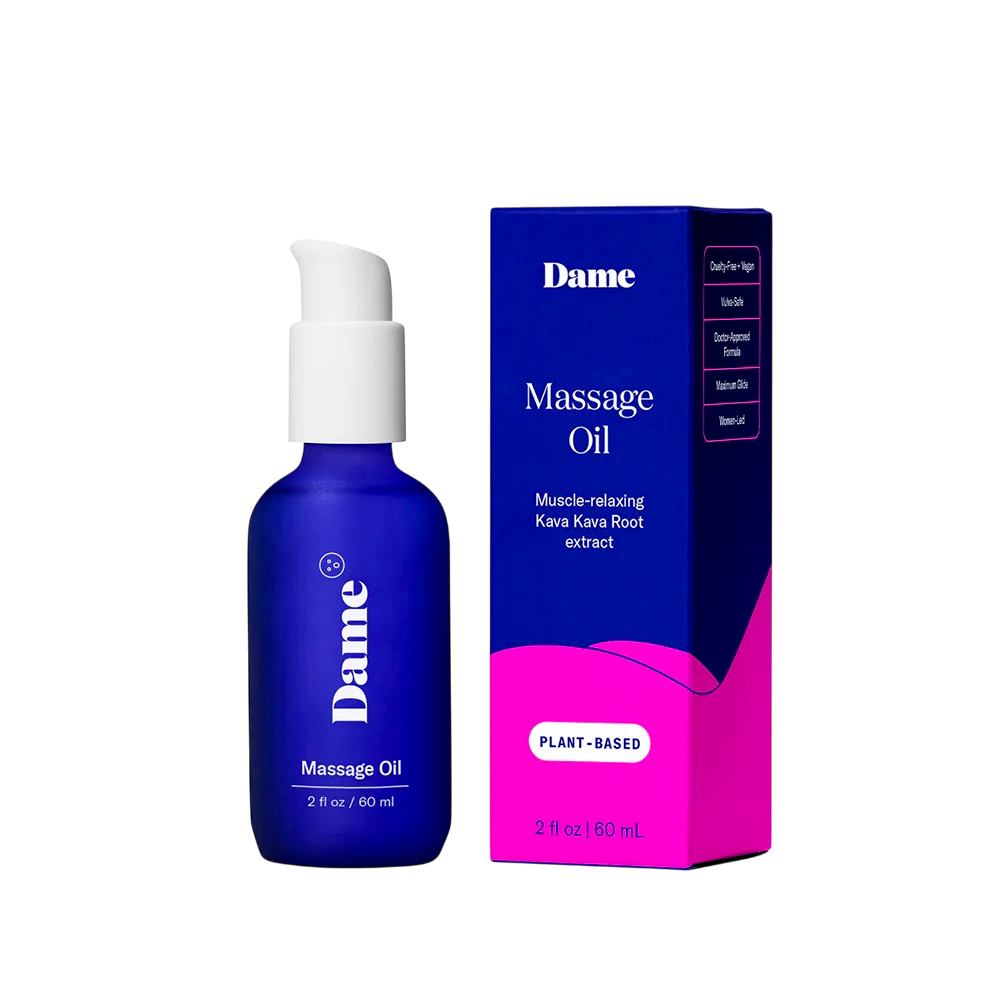 Dame
Massage Oil
2 fl oz / 60 ml
Dame
Massage
Oil
Muscle-relaxing
Kava Kava Root
extract
PLANT-BASED
2 fl oz | 60 mL
Cruelty-Free + Vegan
Vulva-Safe
Doctor-Approved
Formula
Maximum Glide
Women-Led